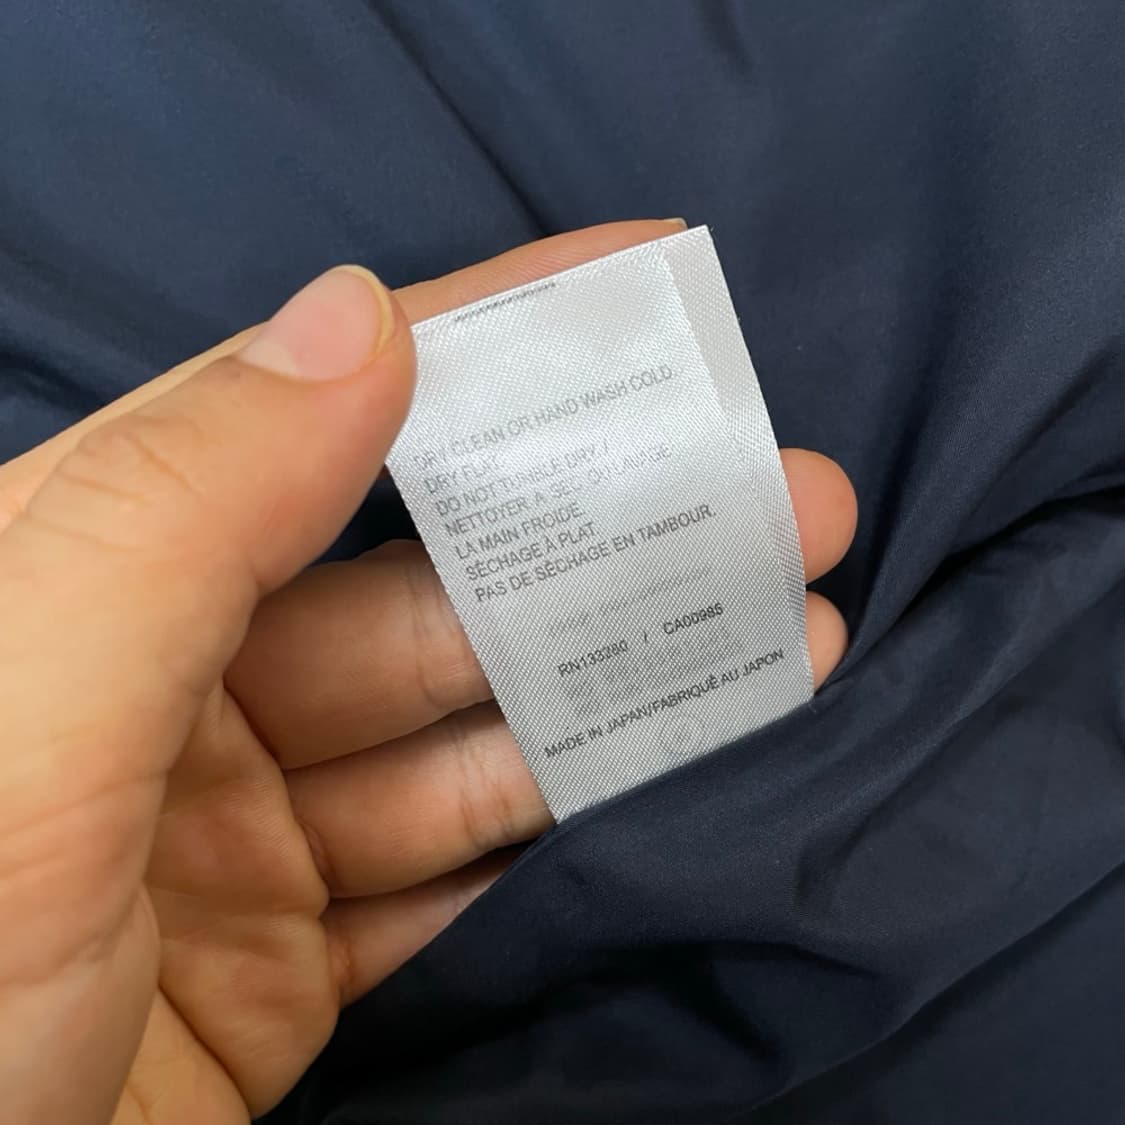 DRY CLEAN OR HAND WASH COLD
DRY FLAT
DO NOT TUMBLE DRY. /
NETTOYER A SEC OU LAVAGE
LA MAIN FROIDE.
SÉCHAGE À PLAT
PAS DE SÉCHAGE EN TAMBOUR.
RN133280 / CA00985
MADE IN JAPAN/FABRIQUÉ AU JAPON